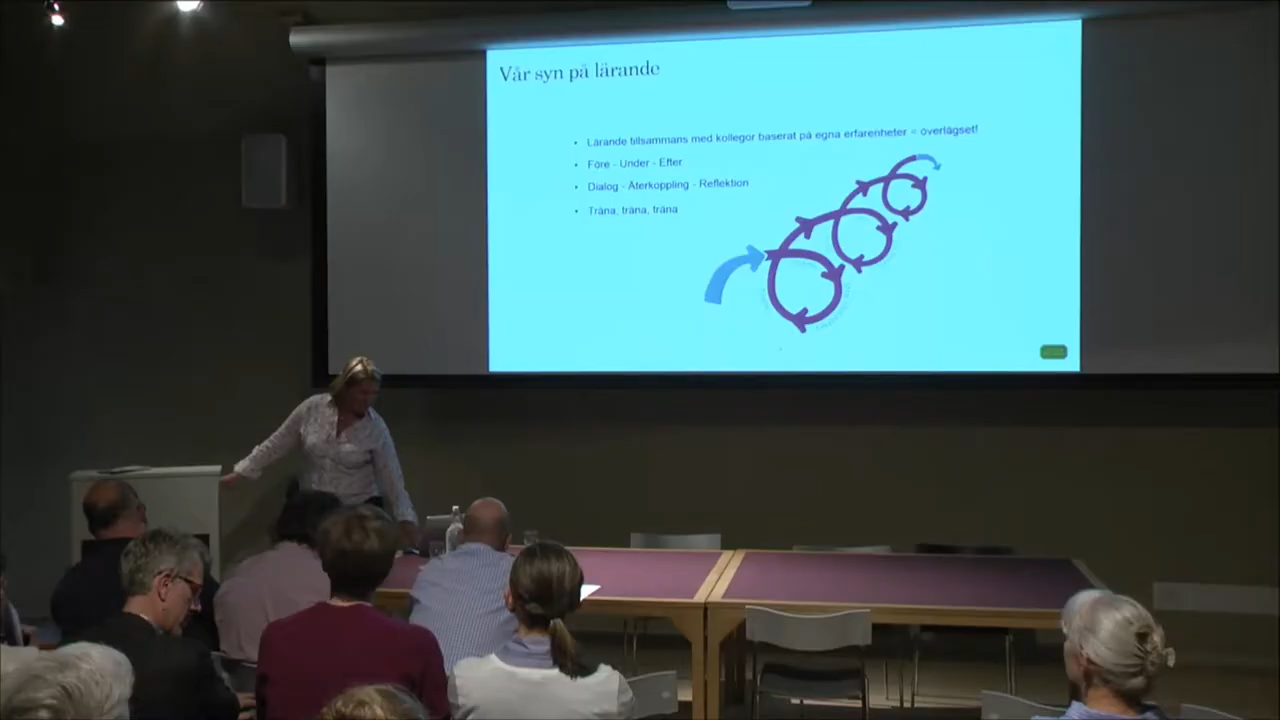 Vår syn på lärande
• Lärande tillsammans med kollegor baserat på egna erfarenheter = överlägset!
• Före - Under - Efter
• Dialog - Återkoppling - Reflektion
• Träna, träna, träna